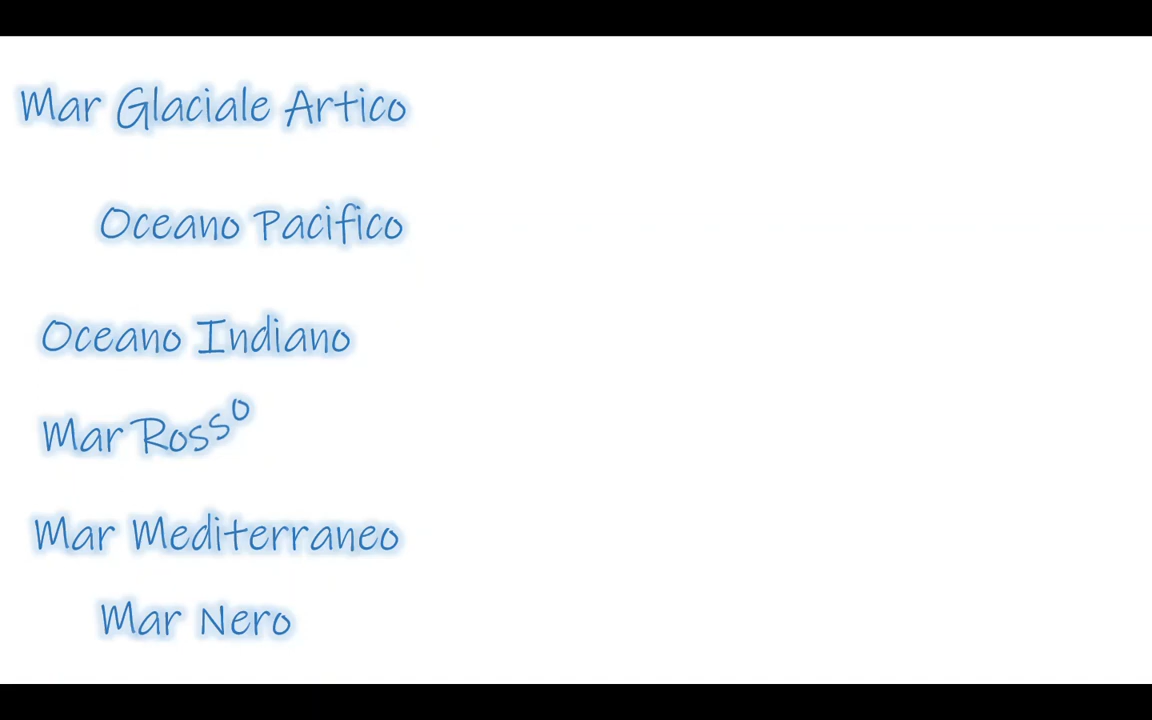 Mar Glaciale Artico
Oceano Pacifico
Oceano Indiano
Mar Rosso
Mar Mediterraneo
Mar Nero